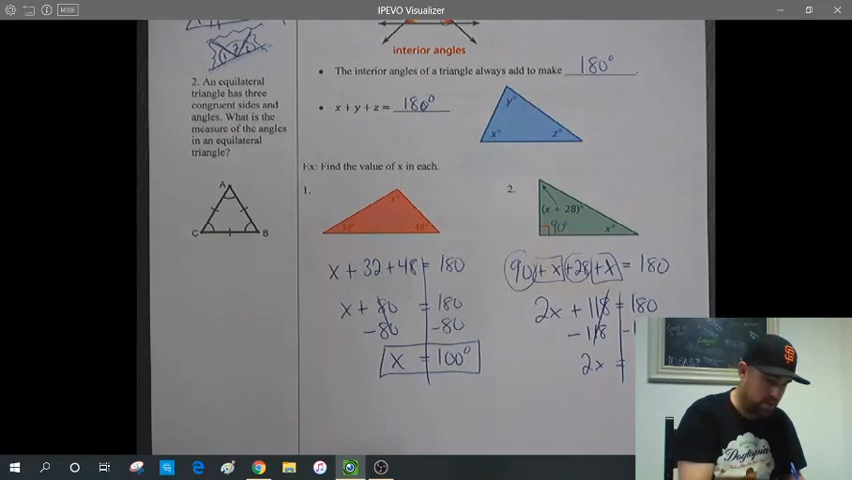 IPEVO Visualizer
MODE
interior angles
• The interior angles of a triangle always add to make 180°.
• x + y + z = 180°
y°
x°
z°
2. An equilateral
triangle has three
congruent sides and
angles. What is the
measure of the angles
in an equilateral
triangle?
A
C
B
Ex: Find the value of x in each.
1.
x°
32°
48°
x + 32 + 48 = 180
x + 80 = 180
-80 -80
x = 100°
2.
(x + 28)°
90°
x°
90 + x + 28 + x = 180
2x + 118 = 180
-118
2x =
Dogtopia